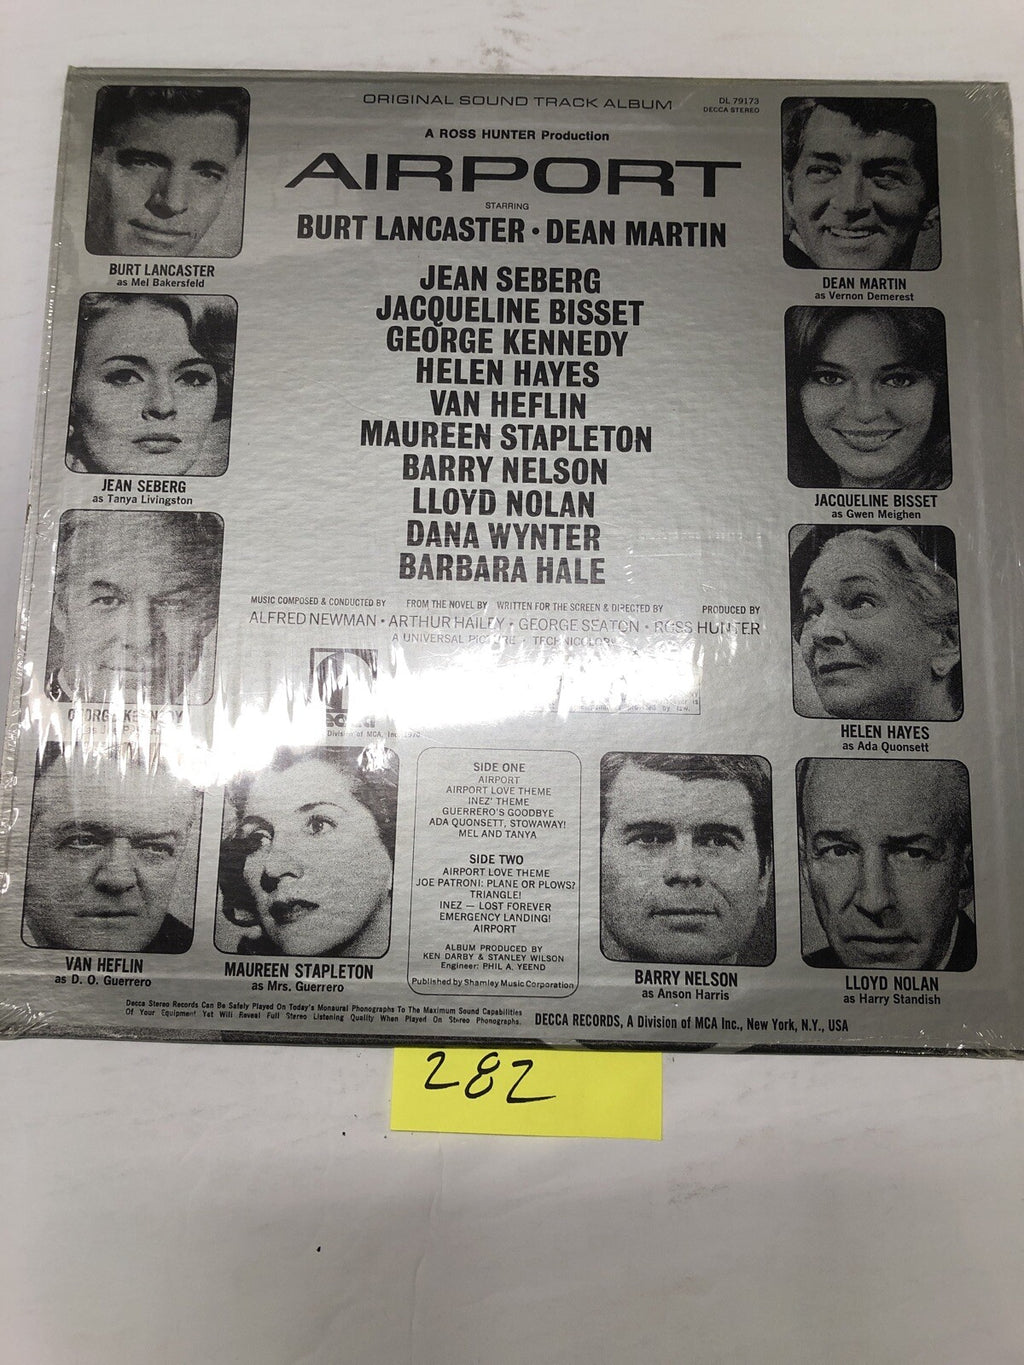 ORIGINAL SOUND TRACK ALBUM
DL 79173
DECCA STEREO
A ROSS HUNTER Production
AIRPORT
STARRING
BURT LANCASTER • DEAN MARTIN
JEAN SEBERG
JACQUELINE BISSET
GEORGE KENNEDY
HELEN HAYES
VAN HEFLIN
MAUREEN STAPLETON
BARRY NELSON
LLOYD NOLAN
DANA WYNTER
BARBARA HALE
MUSIC COMPOSED & CONDUCTED BY FROM THE NOVEL BY WRITTEN FOR THE SCREEN & DIRECTED BY PRODUCED BY
ALFRED NEWMAN • ARTHUR HAILEY • GEORGE SEATON • ROSS HUNTER
A UNIVERSAL PICTURE • TECHNICOLOR®
BURT LANCASTER
as Mel Bakersfeld
DEAN MARTIN
as Vernon Demerest
JEAN SEBERG
as Tanya Livingston
JACQUELINE BISSET
as Gwen Meighen
GEORGE KENNEDY
as Joe
HELEN HAYES
as Ada Quonsett
Division of MCA, Inc. 1970
SIDE ONE
AIRPORT
AIRPORT LOVE THEME
INEZ' THEME
GUERRERO'S GOODBYE
ADA QUONSETT, STOWAWAY!
MEL AND TANYA
SIDE TWO
AIRPORT LOVE THEME
JOE PATRONI: PLANE OR PLOWS?
TRIANGLE!
INEZ — LOST FOREVER
EMERGENCY LANDING!
AIRPORT
ALBUM PRODUCED BY
KEN DARBY & STANLEY WILSON
Engineer: PHIL A. YEEND
Published by Shamley Music Corporation
VAN HEFLIN
as D. O. Guerrero
MAUREEN STAPLETON
as Mrs. Guerrero
BARRY NELSON
as Anson Harris
LLOYD NOLAN
as Harry Standish
Decca Stereo Records Can Be Safely Played On Today's Monaural Phonographs To The Maximum Sound Capabilities
Of Your Equipment Yet Will Reveal Full Stereo Listening Quality When Played On Stereo Phonographs.
DECCA RECORDS, A Division of MCA Inc., New York, N.Y., USA
282